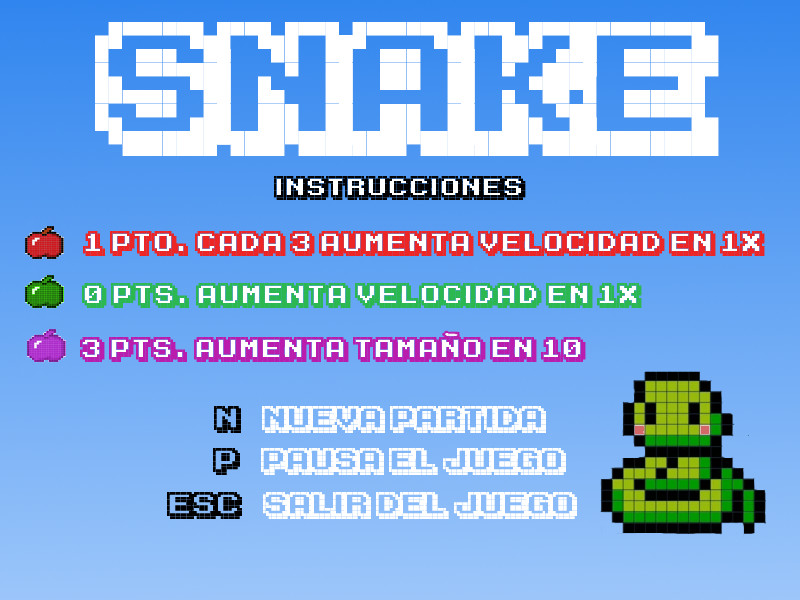 SNAKE
INSTRUCCIONES
1 PTO. CADA 3 AUMENTA VELOCIDAD EN 1X
0 PTS. AUMENTA VELOCIDAD EN 1X
3 PTS. AUMENTA TAMAÑO EN 10
N NUEVA PARTIDA
P PAUSA EL JUEGO
ESC SALIR DEL JUEGO